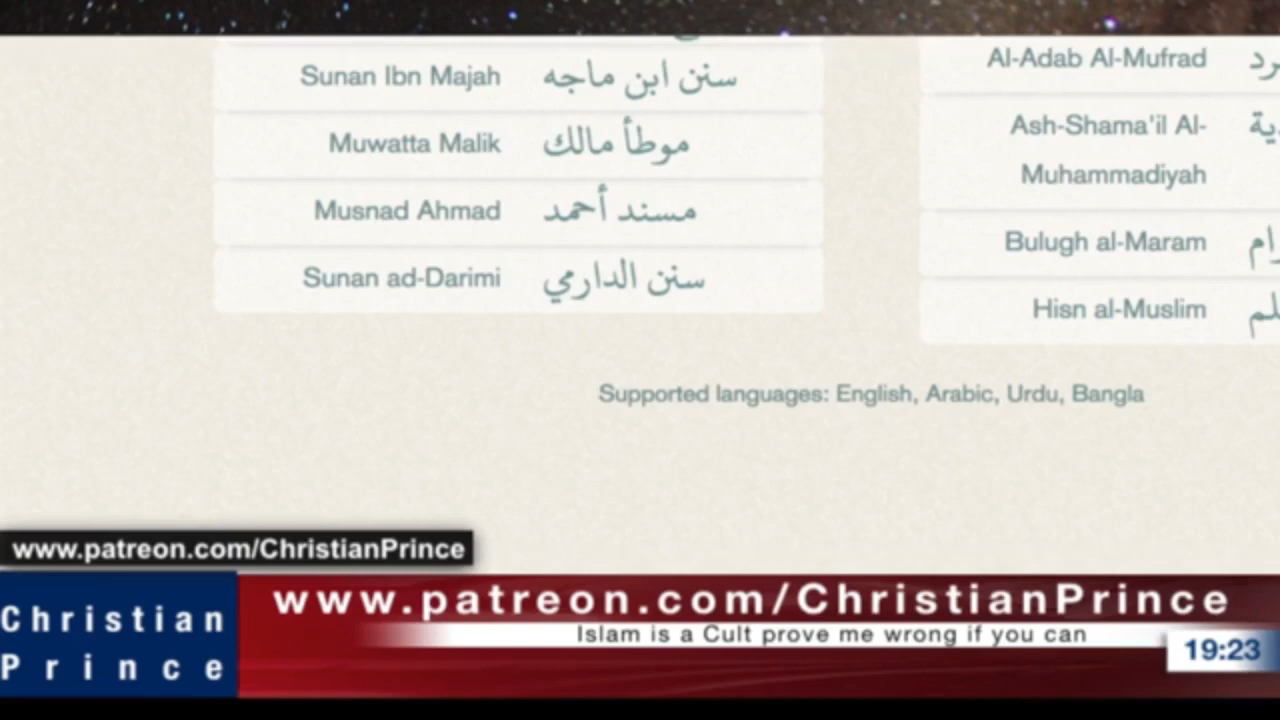 Sunan Ibn Majah سنن ابن ماجه
Muwatta Malik موطأ مالك
Musnad Ahmad مسند أحمد
Sunan ad-Darimi سنن الدارمي
Al-Adab Al-Mufrad
Ash-Shama'il Al-
Muhammadiyah
Bulugh al-Maram
Hisn al-Muslim
Supported languages: English, Arabic, Urdu, Bangla
www.patreon.com/ChristianPrince
Christian
Prince
www.patreon.com/ChristianPrince
Islam is a Cult prove me wrong if you can
19:23